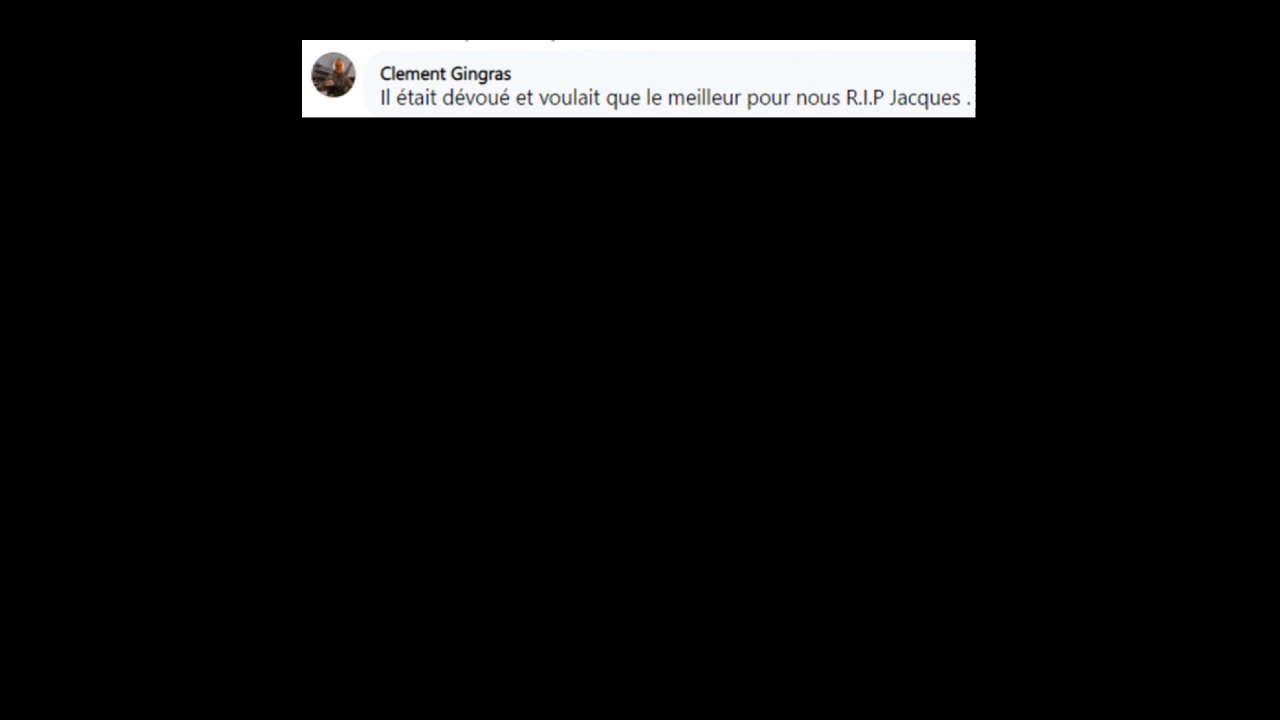 Clement Gingras
Il était dévoué et voulait que le meilleur pour nous R.I.P Jacques .